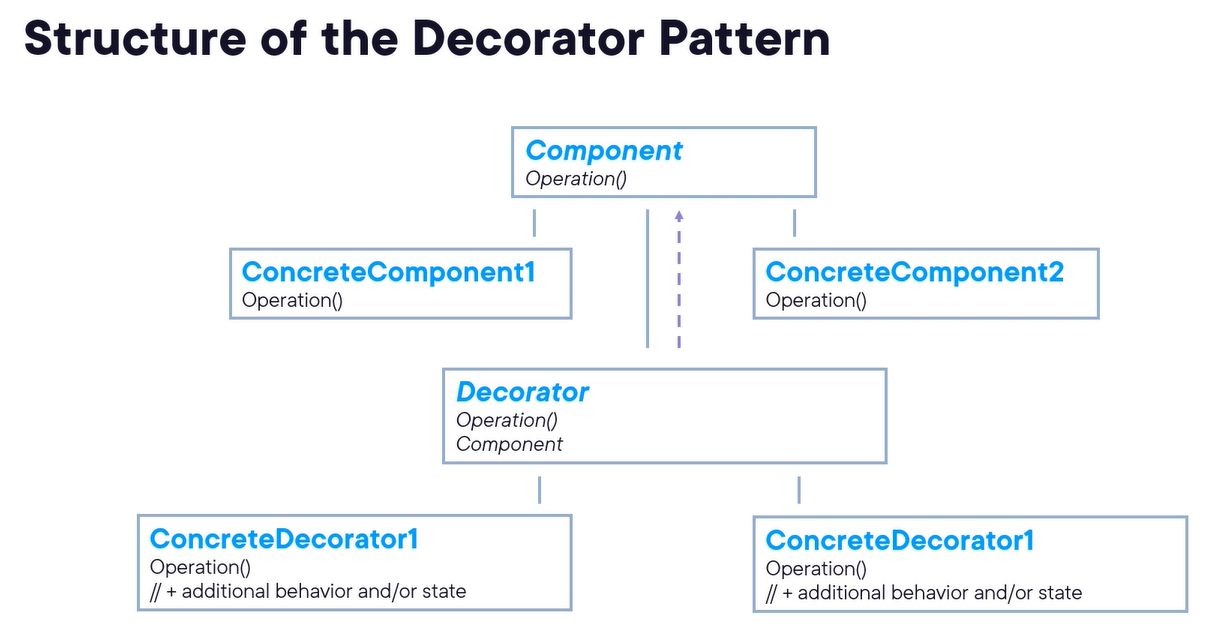 Structure of the Decorator Pattern
Component
Operation()
ConcreteComponent1
Operation()
ConcreteComponent2
Operation()
Decorator
Operation()
Component
ConcreteDecorator1
Operation()
// + additional behavior and/or state
ConcreteDecorator1
Operation()
// + additional behavior and/or state